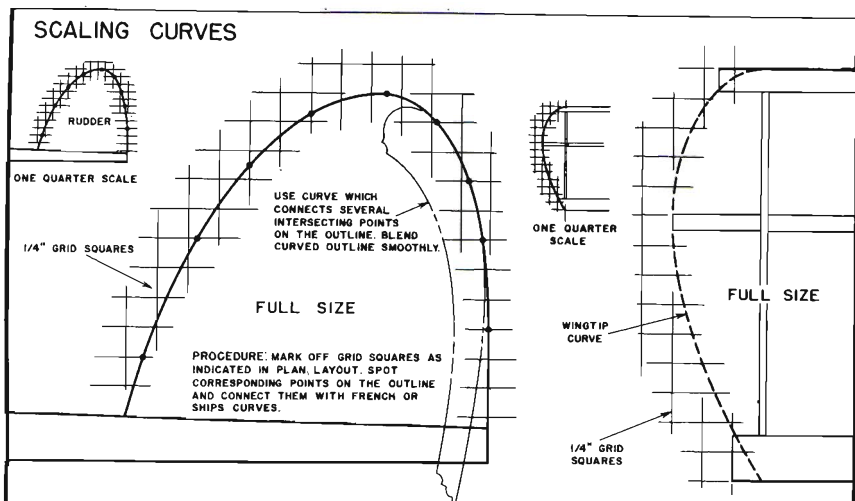 SCALING CURVES
RUDDER
ONE QUARTER SCALE
1/4" GRID SQUARES
USE CURVE WHICH
CONNECTS SEVERAL
INTERSECTING POINTS
ON THE OUTLINE. BLEND
CURVED OUTLINE SMOOTHLY.
FULL SIZE
PROCEDURE: MARK OFF GRID SQUARES AS
INDICATED IN PLAN, LAYOUT. SPOT
CORRESPONDING POINTS ON THE OUTLINE
AND CONNECT THEM WITH FRENCH OR
SHIPS CURVES.
ONE QUARTER
SCALE
FULL SIZE
WINGTIP
CURVE
1/4" GRID
SQUARES